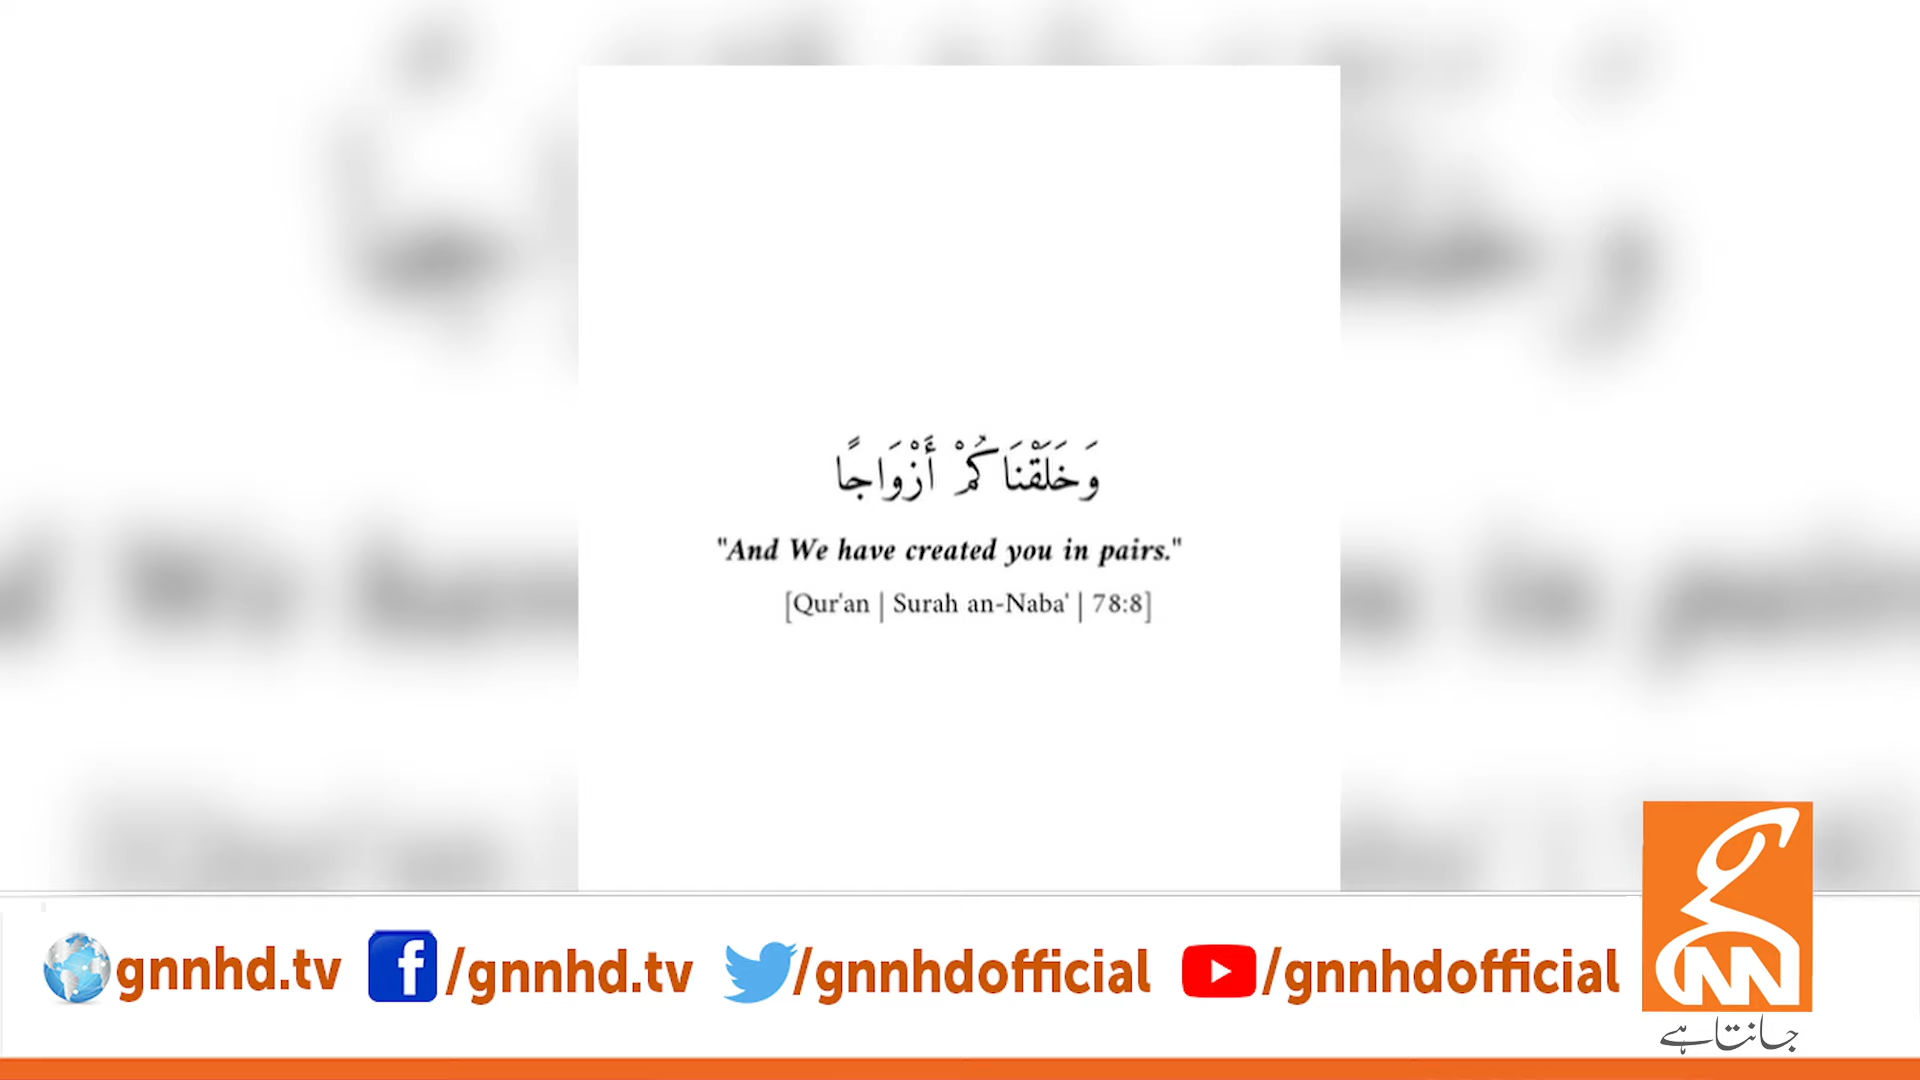 وَخَلَقْنَاكُمْ أَزْوَاجًا
"And We have created you in pairs."
[Qur'an | Surah an-Naba' | 78:8]
gnnhd.tv /gnnhd.tv /gnnhdofficial /gnnhdofficial
GNN
جانتا ہے